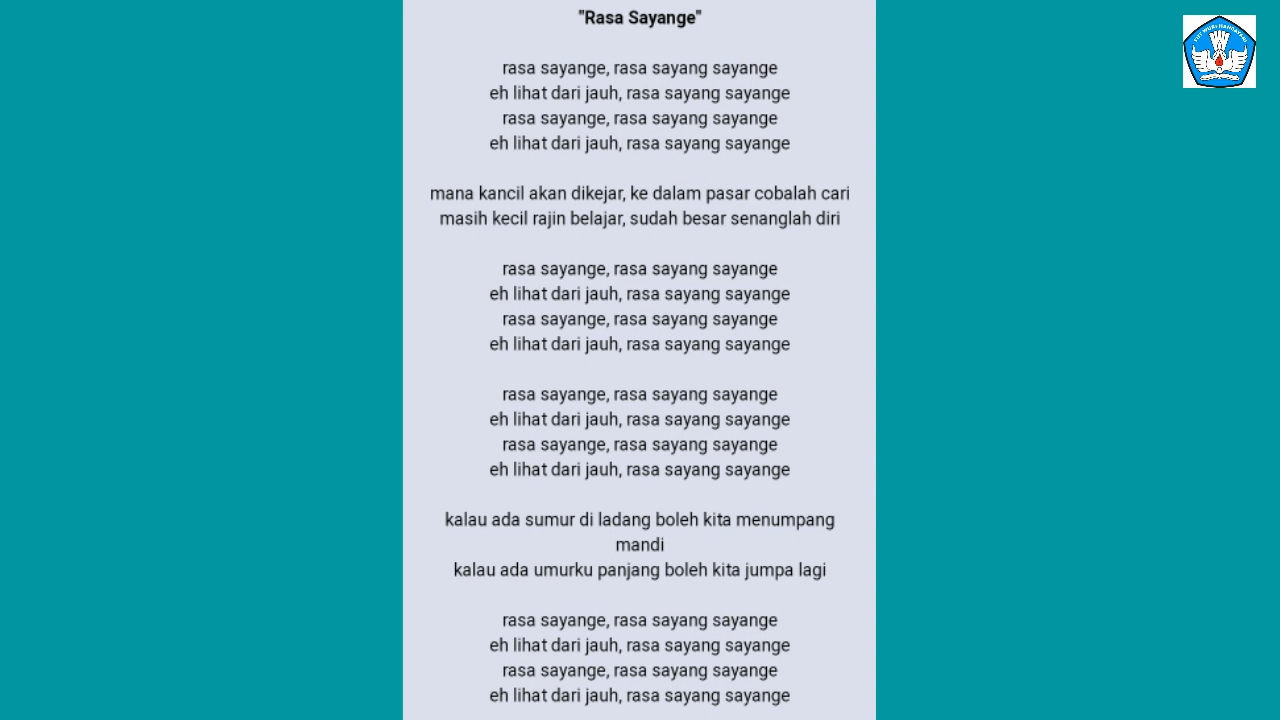 "Rasa Sayange"
rasa sayange, rasa sayang sayange
eh lihat dari jauh, rasa sayang sayange
rasa sayange, rasa sayang sayange
eh lihat dari jauh, rasa sayang sayange
mana kancil akan dikejar, ke dalam pasar cobalah cari
masih kecil rajin belajar, sudah besar senanglah diri
rasa sayange, rasa sayang sayange
eh lihat dari jauh, rasa sayang sayange
rasa sayange, rasa sayang sayange
eh lihat dari jauh, rasa sayang sayange
rasa sayange, rasa sayang sayange
eh lihat dari jauh, rasa sayang sayange
rasa sayange, rasa sayang sayange
eh lihat dari jauh, rasa sayang sayange
kalau ada sumur di ladang boleh kita menumpang
mandi
kalau ada umurku panjang boleh kita jumpa lagi
rasa sayange, rasa sayang sayange
eh lihat dari jauh, rasa sayang sayange
rasa sayange, rasa sayang sayange
eh lihat dari jauh, rasa sayang sayange
TUT WURI HANDAYANI